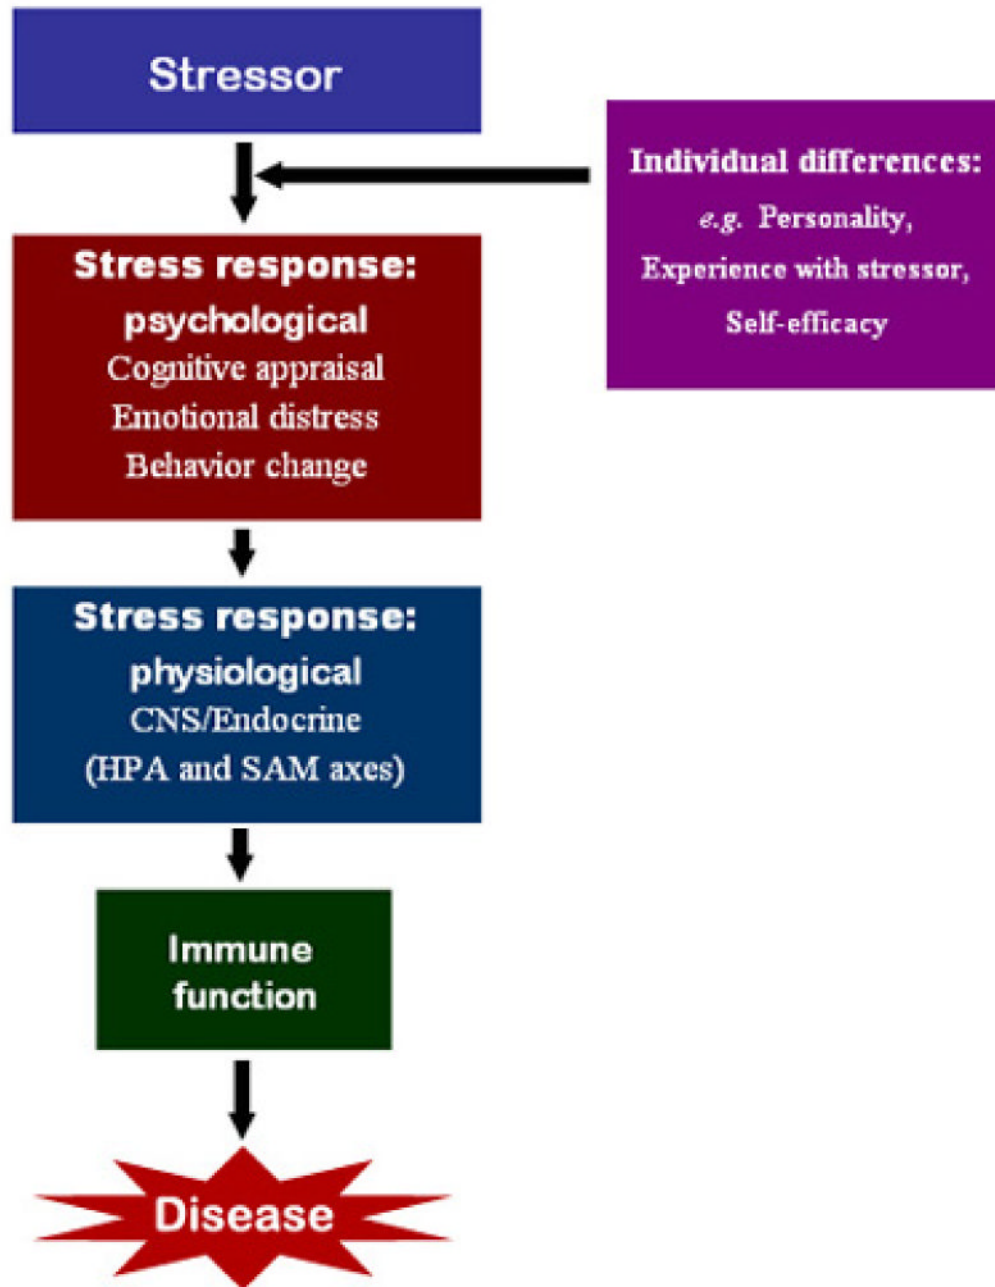 Stressor
Individual differences:
e.g. Personality,
Experience with stressor,
Self-efficacy
Stress response:
psychological
Cognitive appraisal
Emotional distress
Behavior change
Stress response:
physiological
CNS/Endocrine
(HPA and SAM axes)
Immune
function
Disease